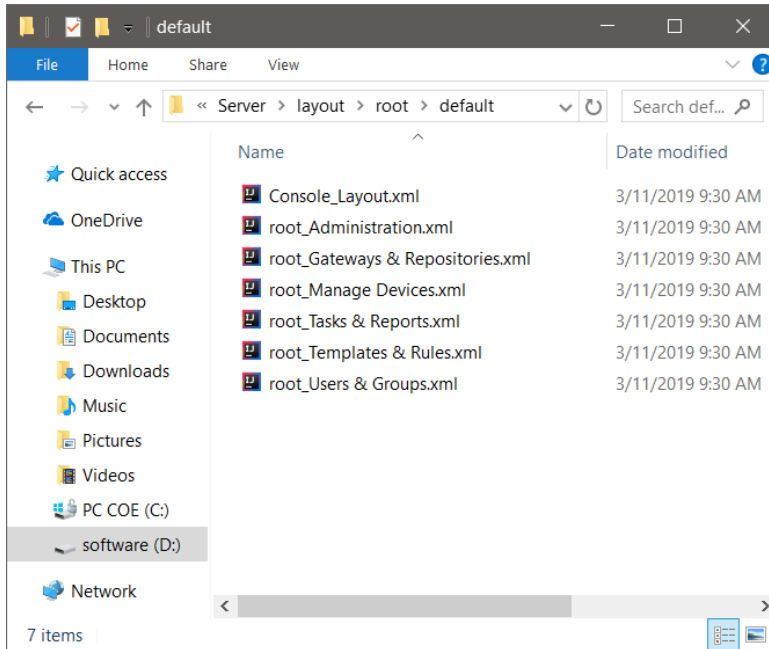 default
File Home Share View
« Server > layout > root > default Search def...
Name Date modified
Quick access
OneDrive
This PC
Desktop
Documents
Downloads
Music
Pictures
Videos
PC COE (C:)
software (D:)
Network
Console_Layout.xml 3/11/2019 9:30 AM
root_Administration.xml 3/11/2019 9:30 AM
root_Gateways & Repositories.xml 3/11/2019 9:30 AM
root_Manage Devices.xml 3/11/2019 9:30 AM
root_Tasks & Reports.xml 3/11/2019 9:30 AM
root_Templates & Rules.xml 3/11/2019 9:30 AM
root_Users & Groups.xml 3/11/2019 9:30 AM
7 items